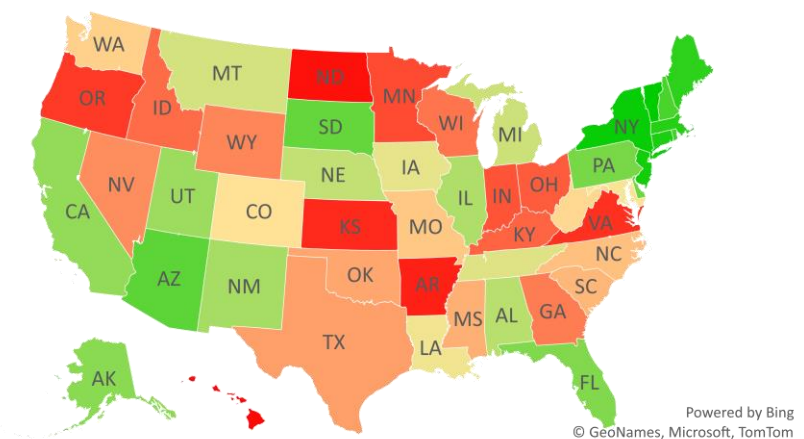 WA
MT
ND
MN
OR
ID
WI
MI
NY
WY
SD
IA
PA
NE
IL
IN
OH
NV
UT
CO
CA
KS
MO
KY
VA
AZ
NM
OK
AR
NC
SC
TX
MS
AL
GA
LA
AK
FL
Powered by Bing
© GeoNames, Microsoft, TomTom